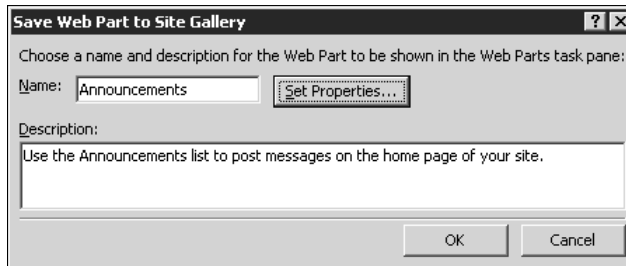 Save Web Part to Site Gallery
Choose a name and description for the Web Part to be shown in the Web Parts task pane:
Name: Announcements Set Properties...
Description:
Use the Announcements list to post messages on the home page of your site.
OK Cancel